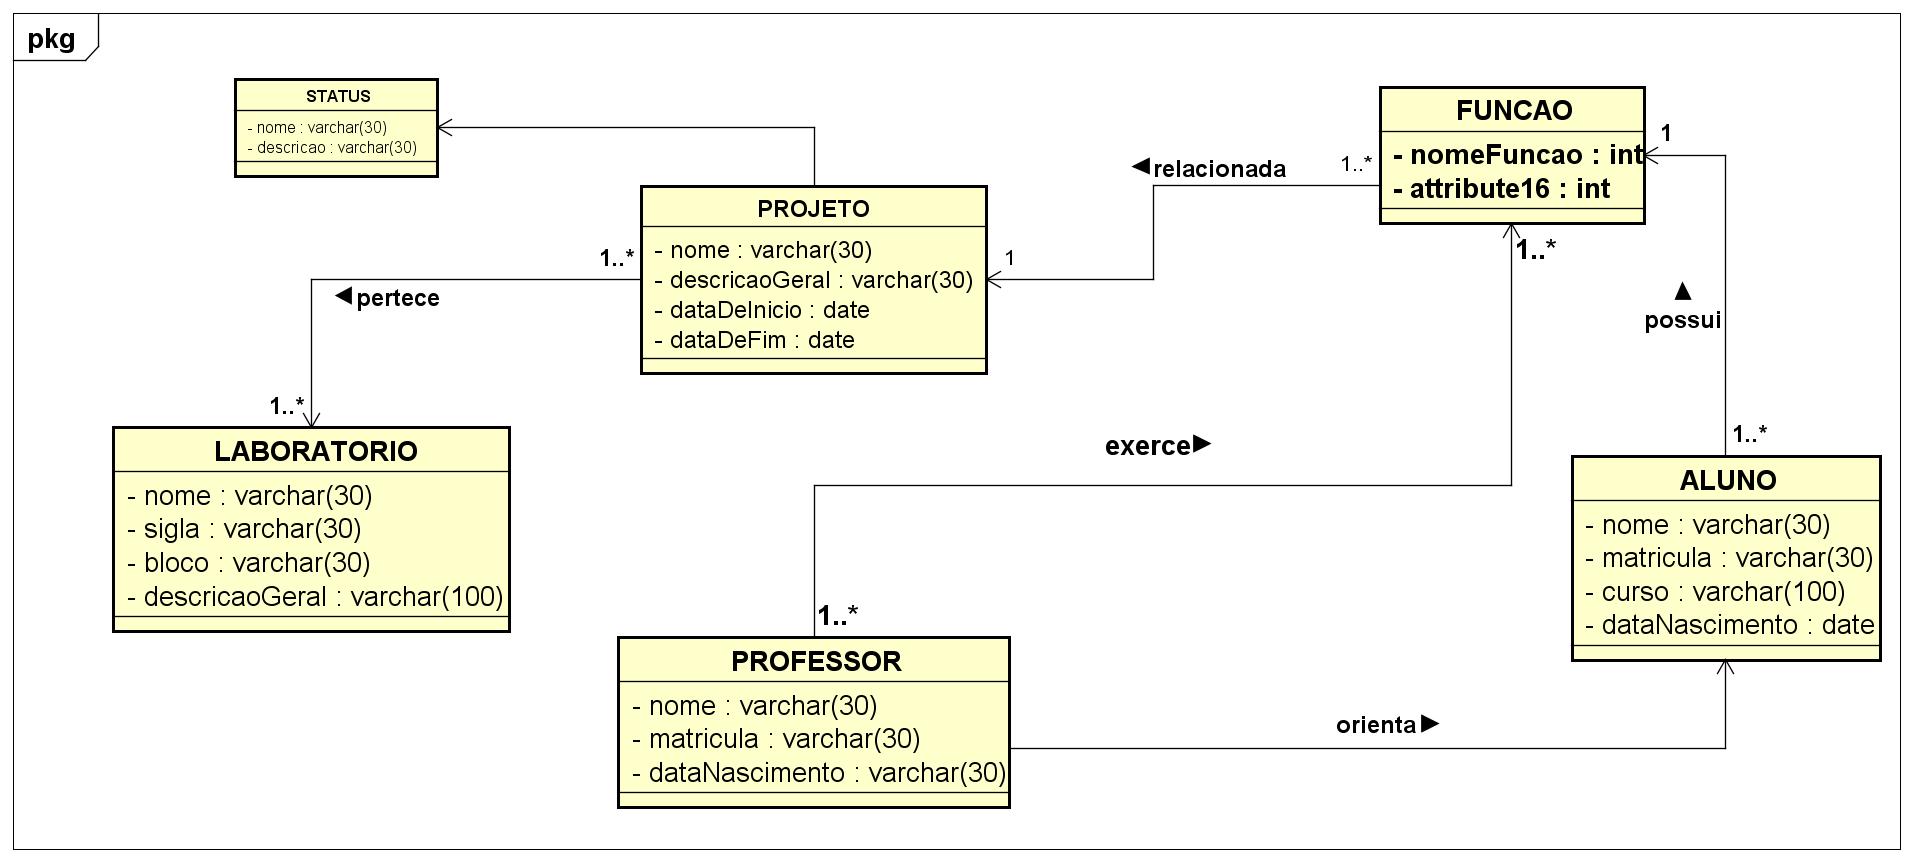 pkg
STATUS
- nome : varchar(30)
- descricao : varchar(30)
PROJETO
- nome : varchar(30)
- descricaoGeral : varchar(30)
- dataDeInicio : date
- dataDeFim : date
FUNCAO
- nomeFuncao : int
- attribute16 : int
relacionada
1..*
1
1
1..*
pertece
1..*
1..*
possui
1..*
LABORATORIO
- nome : varchar(30)
- sigla : varchar(30)
- bloco : varchar(30)
- descricaoGeral : varchar(100)
exerce
1..*
ALUNO
- nome : varchar(30)
- matricula : varchar(30)
- curso : varchar(100)
- dataNascimento : date
PROFESSOR
- nome : varchar(30)
- matricula : varchar(30)
- dataNascimento : varchar(30)
orienta